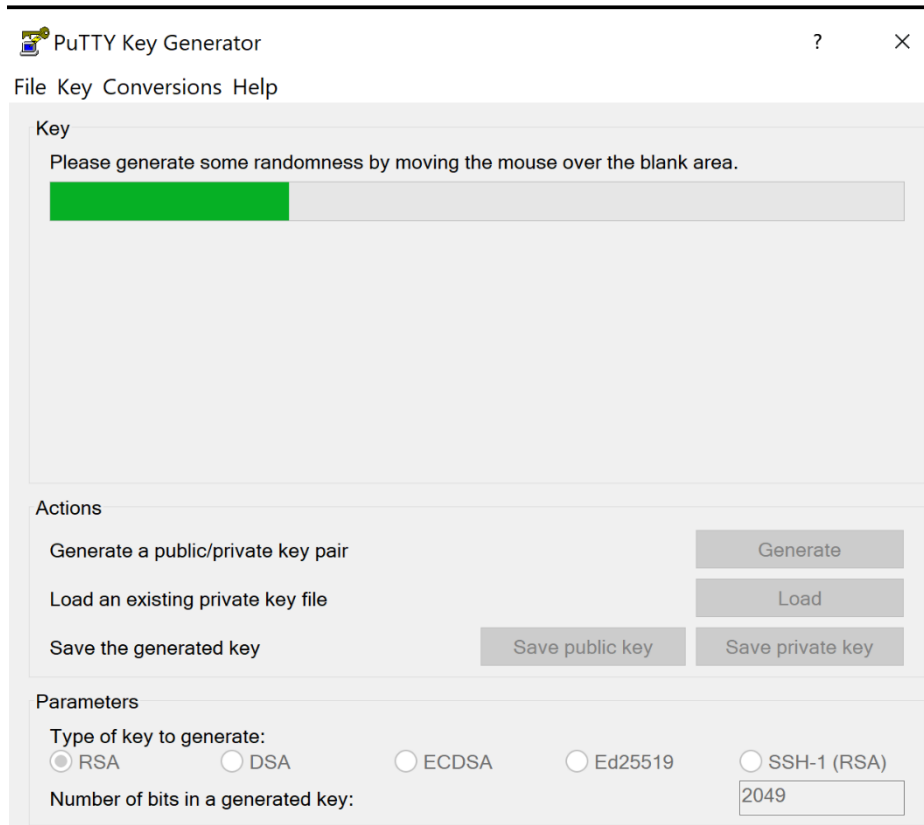 PuTTY Key Generator ? ×
File Key Conversions Help
Key
Please generate some randomness by moving the mouse over the blank area.
Actions
Generate a public/private key pair Generate
Load an existing private key file Load
Save the generated key Save public key Save private key
Parameters
Type of key to generate:
RSA DSA ECDSA Ed25519 SSH-1 (RSA)
Number of bits in a generated key: 2049